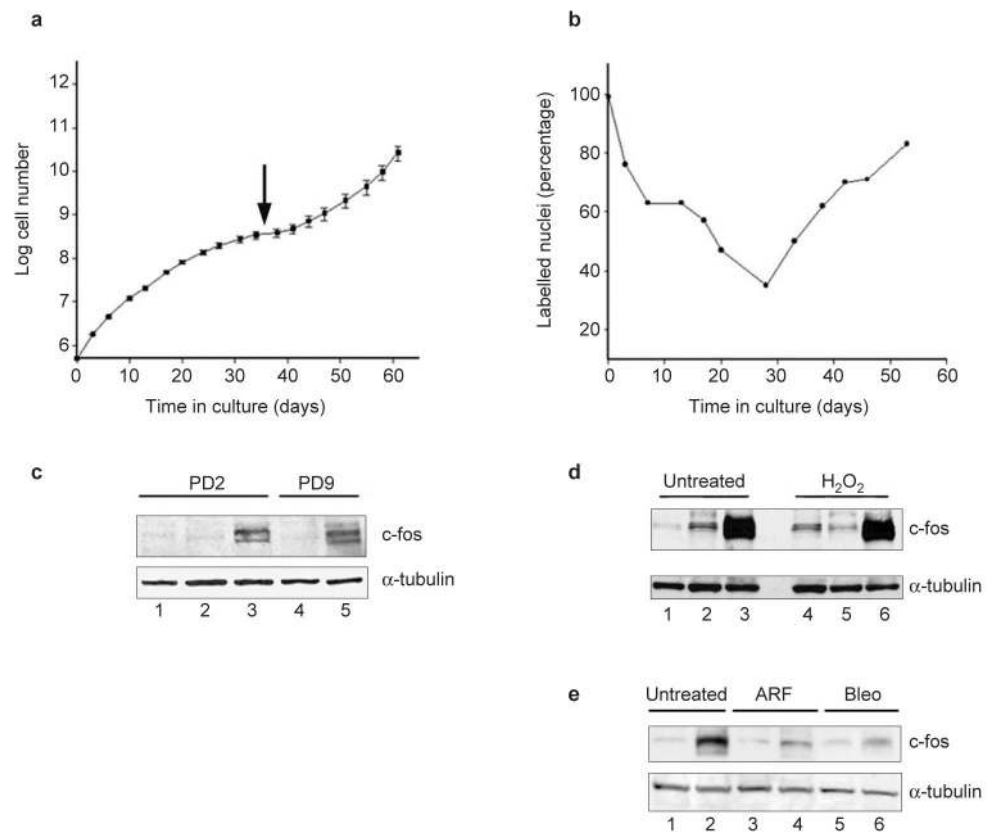 a
12
11
10
9
8
7
6
Log cell number
0 10 20 30 40 50 60
Time in culture (days)
b
100
80
60
40
20
Labelled nuclei (percentage)
0 10 20 30 40 50 60
Time in culture (days)
c
PD2 PD9
c-fos
α-tubulin
1 2 3 4 5
d
Untreated H2O2
c-fos
α-tubulin
1 2 3 4 5 6
e
Untreated ARF Bleo
c-fos
α-tubulin
1 2 3 4 5 6